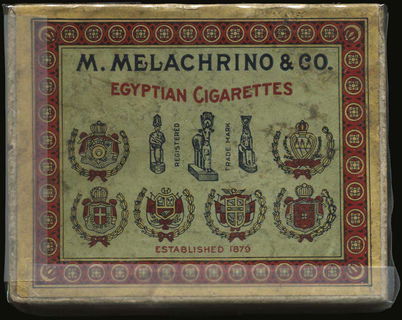 M. MELACHRINO & CO.
EGYPTIAN CIGARETTES
REGISTERED
TRADE MARK
ESTABLISHED 1879